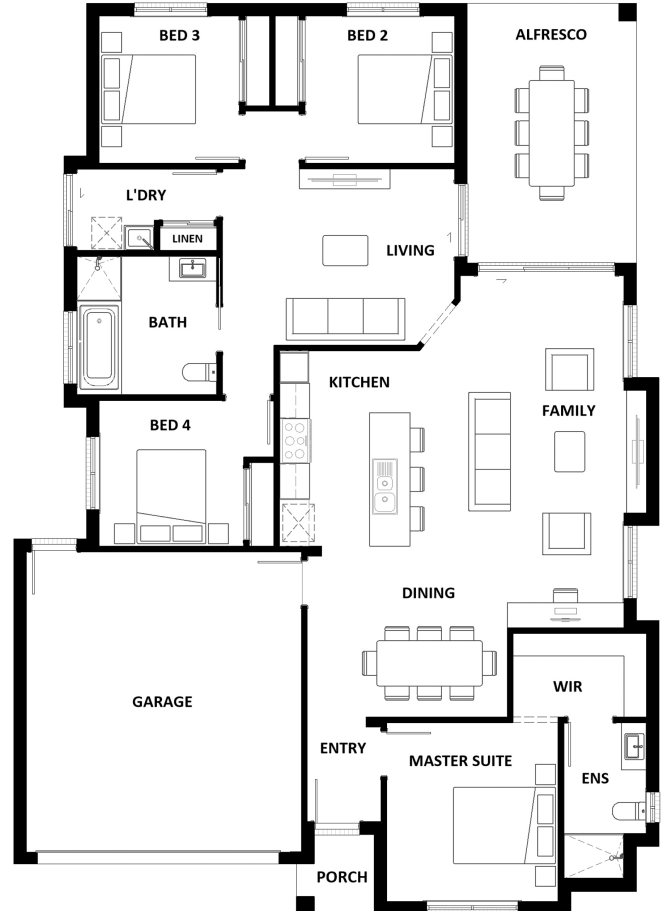 BED 3
BED 2
ALFRESCO
L'DRY
LINEN
LIVING
BATH
KITCHEN
FAMILY
BED 4
DINING
WIR
GARAGE
ENTRY
MASTER SUITE
ENS
PORCH